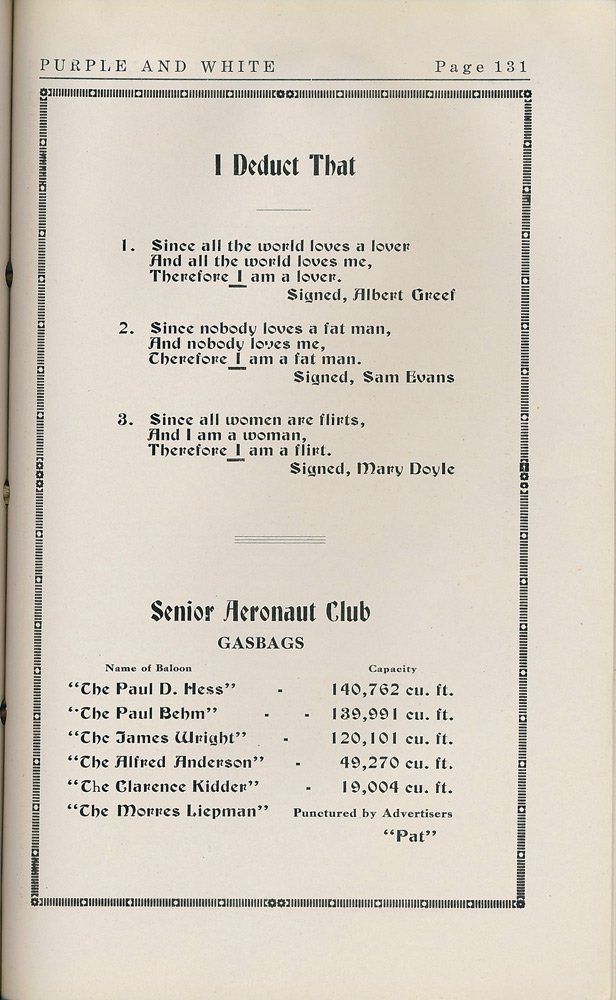 PURPLE AND WHITE Page 131
I Deduct That
1. Since all the world loves a lover
And all the world loves me,
Therefore I am a lover.
Signed, Albert Greef
2. Since nobody loves a fat man,
And nobody loves me,
Therefore I am a fat man.
Signed, Sam Evans
3. Since all women are flirts,
And I am a woman,
Therefore I am a flirt.
Signed, Mary Doyle
Senior Aeronaut Club
GASBAGS
Name of Baloon Capacity
"The Paul D. Hess" - 140,762 cu. ft.
"The Paul Behm" - - 139,991 cu. ft.
"The James Wright" - 120,101 cu. ft.
"The Alfred Anderson" - 49,270 cu. ft.
"The Clarence Kidder" - 19,004 cu. ft.
"The Morres Liepman" Punctured by Advertisers
"Pat"